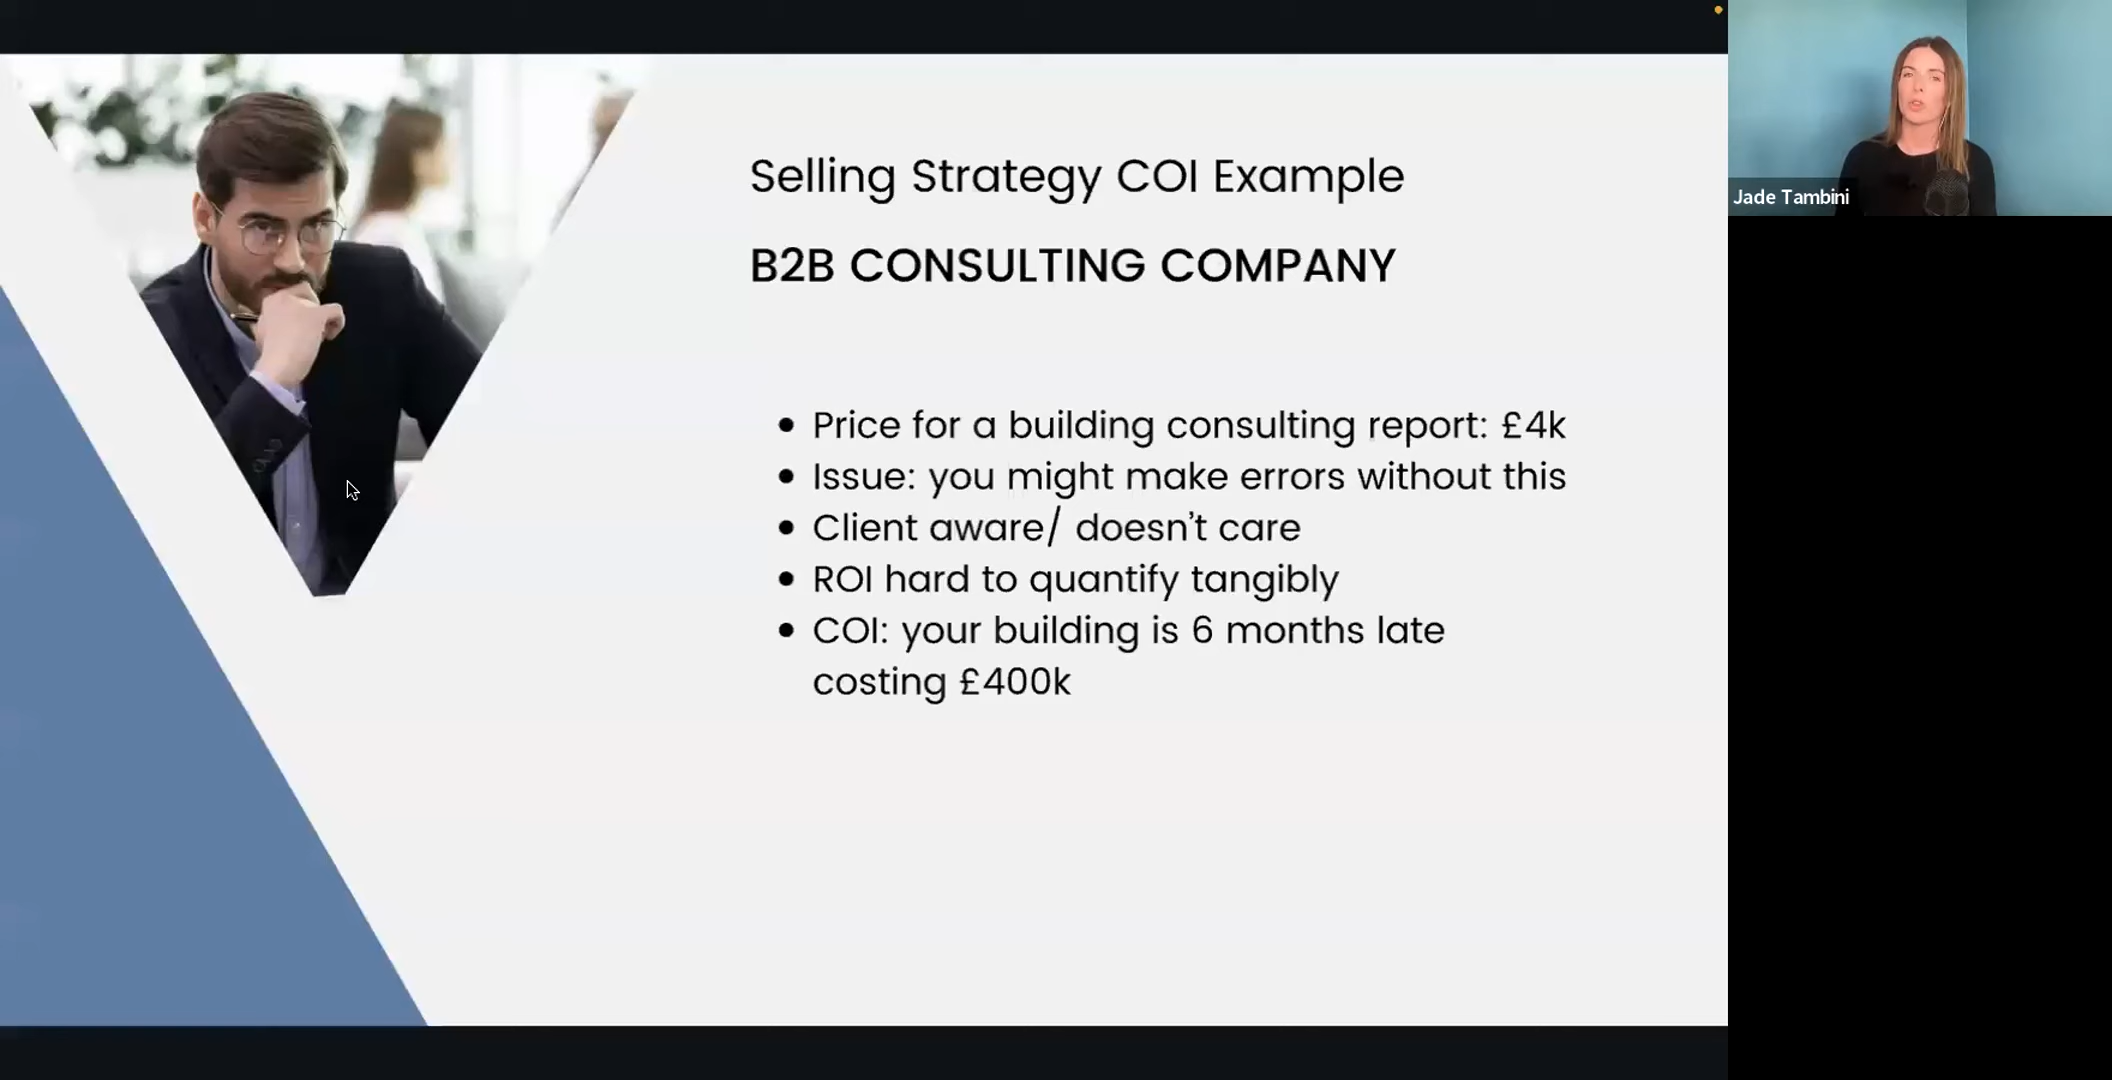 Selling Strategy COI Example
B2B CONSULTING COMPANY
• Price for a building consulting report: £4k
• Issue: you might make errors without this
• Client aware/ doesn't care
• ROI hard to quantify tangibly
• COI: your building is 6 months late
costing £400k
Jade Tambini